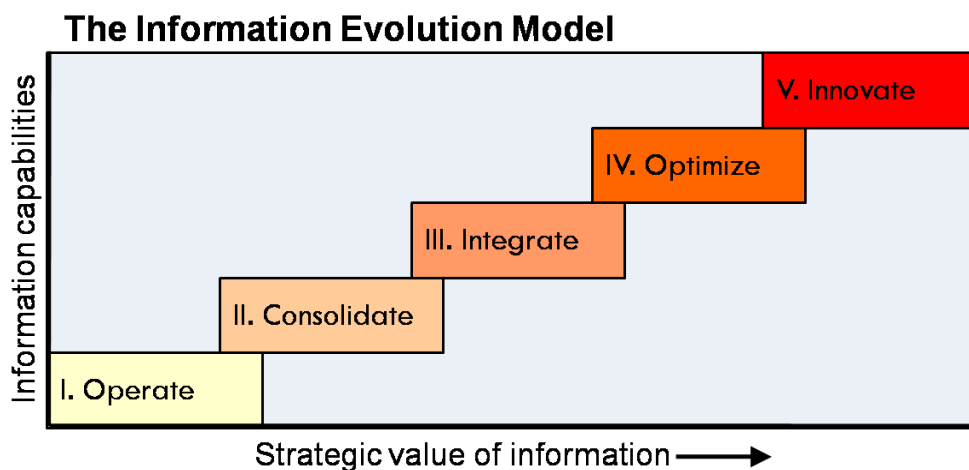 The Information Evolution Model
V. Innovate
IV. Optimize
III. Integrate
II. Consolidate
I. Operate
Information capabilities
Strategic value of information